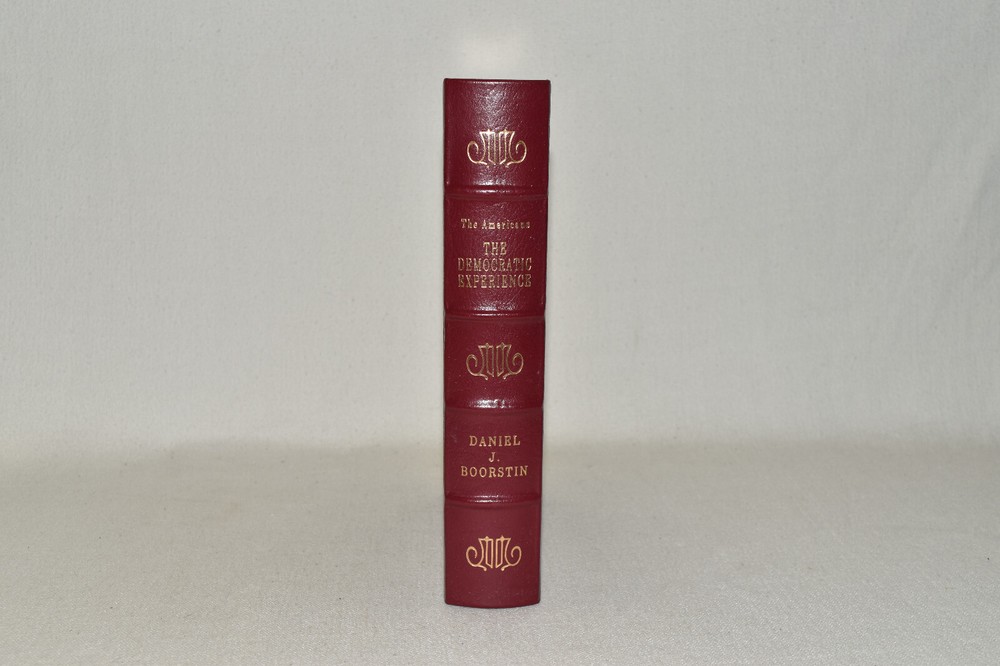 The Americans
THE
DEMOCRATIC
EXPERIENCE
DANIEL
J.
BOORSTIN